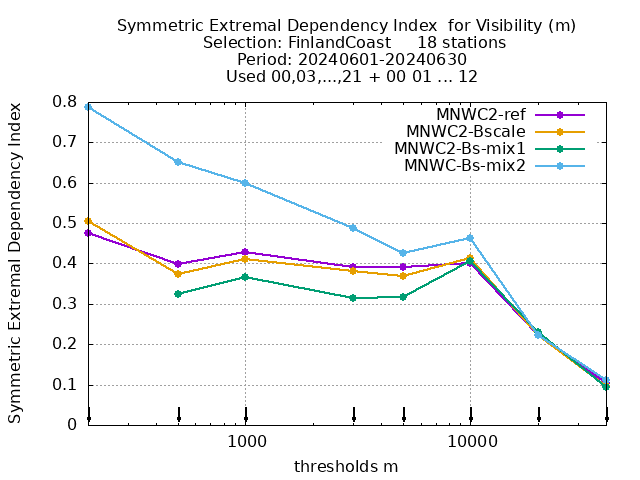 Symmetric Extremal Dependency Index  for Visibility (m)
Selection: FinlandCoast     18 stations
Period: 20240601-20240630
Used 00,03,...,21 + 00 01 ... 12
Symmetric Extremal Dependency Index
0.8
0.7
0.6
0.5
0.4
0.3
0.2
0.1
0
MNWC2-ref
MNWC2-Bscale
MNWC2-Bs-mix1
MNWC-Bs-mix2
1000 10000
thresholds m